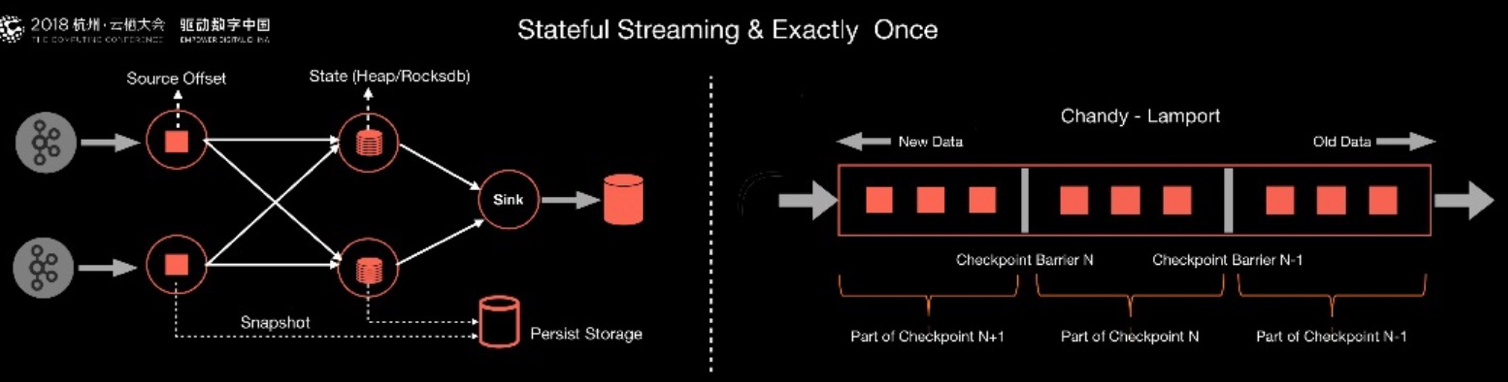 2018 杭州·云栖大会 驱动数字中国
THE COMPUTING CONFERENCE EMPOWER DIGITAL CHINA
Stateful Streaming & Exactly Once
Source Offset
State (Heap/Rocksdb)
Sink
Snapshot
Persist Storage
Chandy - Lamport
New Data
Old Data
Checkpoint Barrier N
Checkpoint Barrier N-1
Part of Checkpoint N+1
Part of Checkpoint N
Part of Checkpoint N-1